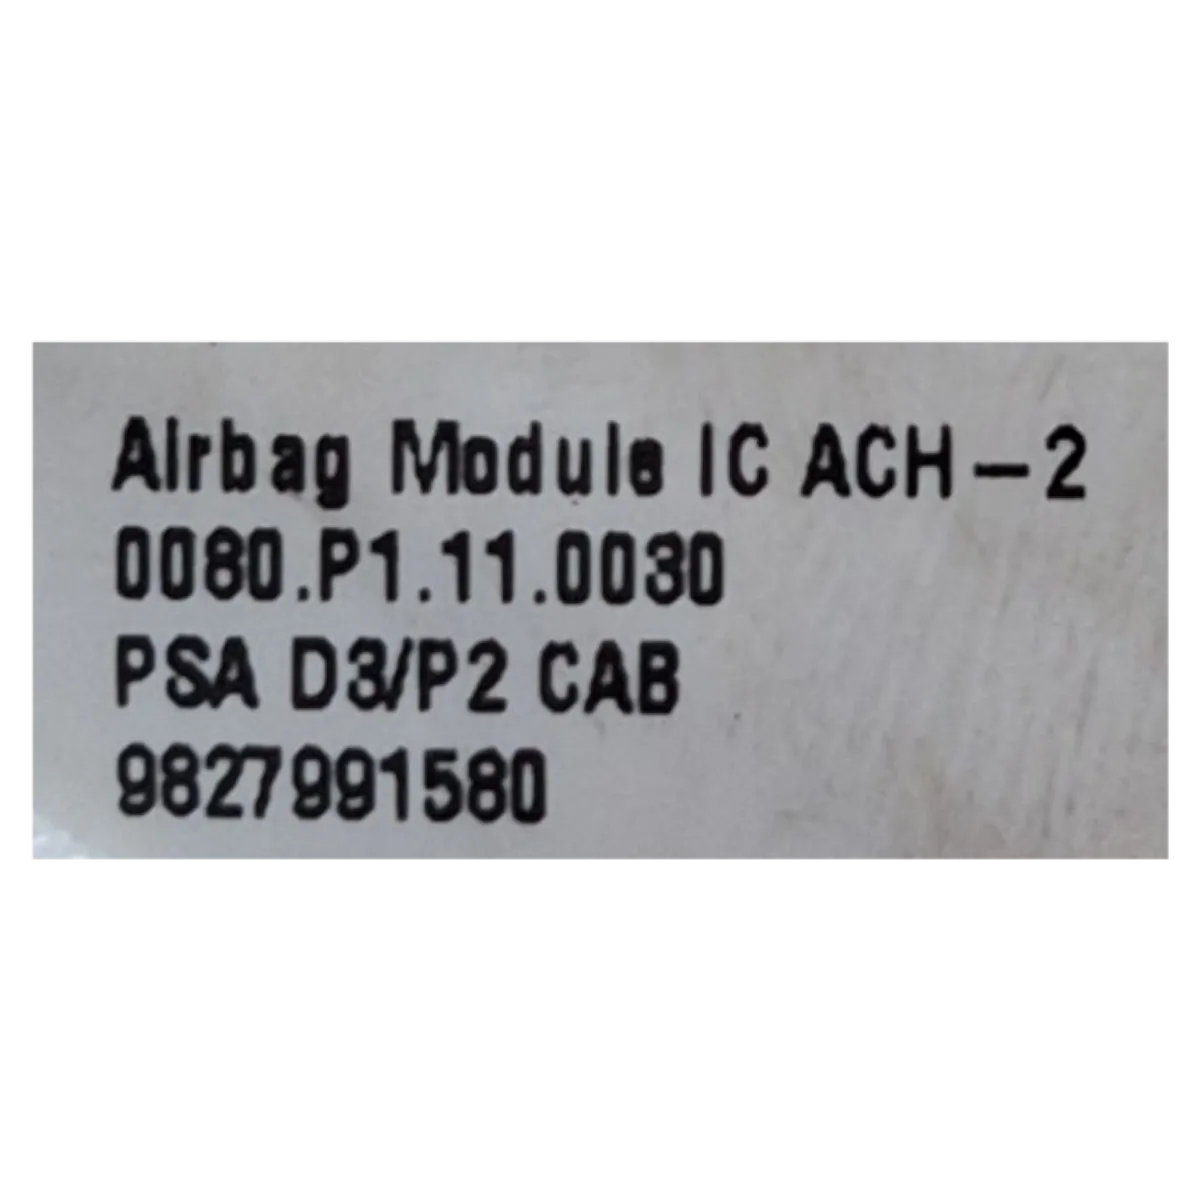 Airbag Module IC ACH-2
0080.P1.11.0030
PSA D3/P2 CAB
9827991580